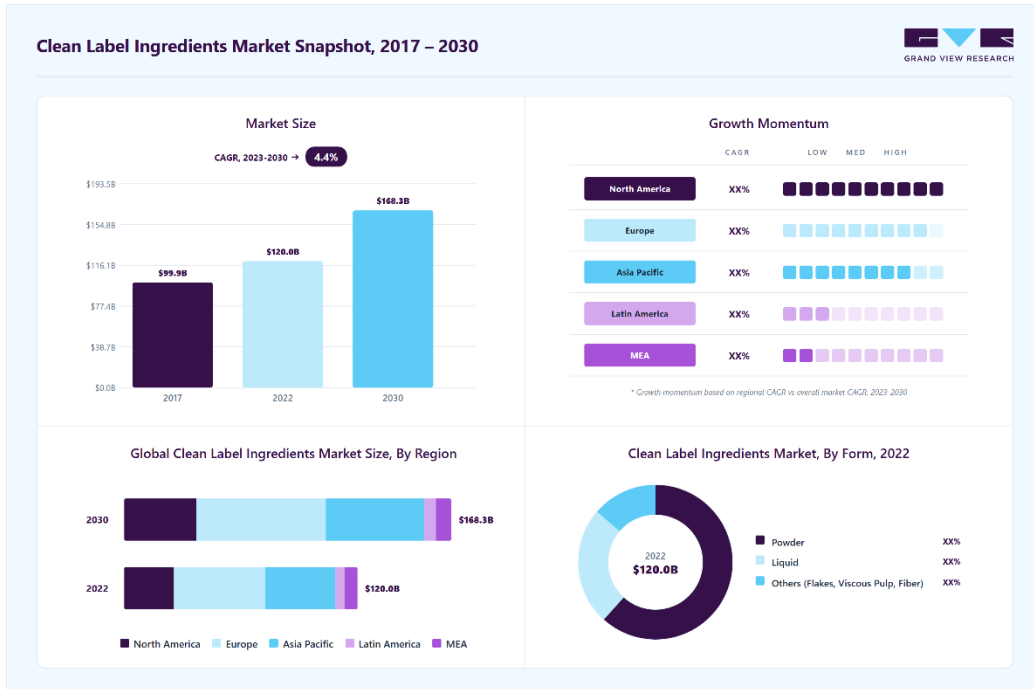 Clean Label Ingredients Market Snapshot, 2017 – 2030
GRAND VIEW RESEARCH
Market Size
CAGR, 2023-2030 → 4.4%
$193.5B
$154.8B
$116.1B
$77.4B
$38.7B
$0.0B
$99.9B
$120.0B
$168.3B
2017
2022
2030
Growth Momentum
CAGR LOW MED HIGH
North America XX%
Europe XX%
Asia Pacific XX%
Latin America XX%
MEA XX%
* Growth momentum based on regional CAGR vs overall market CAGR, 2023-2030
Global Clean Label Ingredients Market Size, By Region
2030 $168.3B
2022 $120.0B
North America Europe Asia Pacific Latin America MEA
Clean Label Ingredients Market, By Form, 2022
2022
$120.0B
Powder XX%
Liquid XX%
Others (Flakes, Viscous Pulp, Fiber) XX%